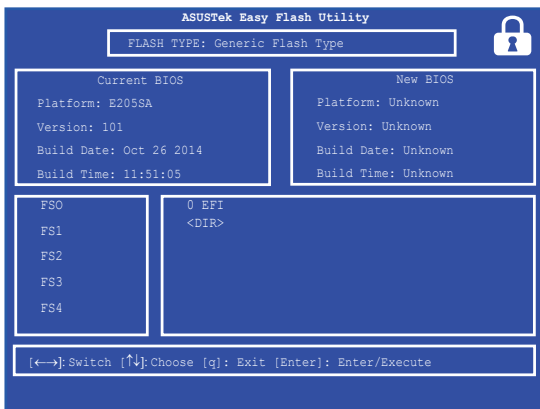 ASUSTek Easy Flash Utility
FLASH TYPE: Generic Flash Type
Current BIOS
Platform: E205SA
Version: 101
Build Date: Oct 26 2014
Build Time: 11:51:05
New BIOS
Platform: Unknown
Version: Unknown
Build Date: Unknown
Build Time: Unknown
FSO
FS1
FS2
FS3
FS4
0 EFI
<DIR>
[←→]: Switch [↑↓]: Choose [q]: Exit [Enter]: Enter/Execute